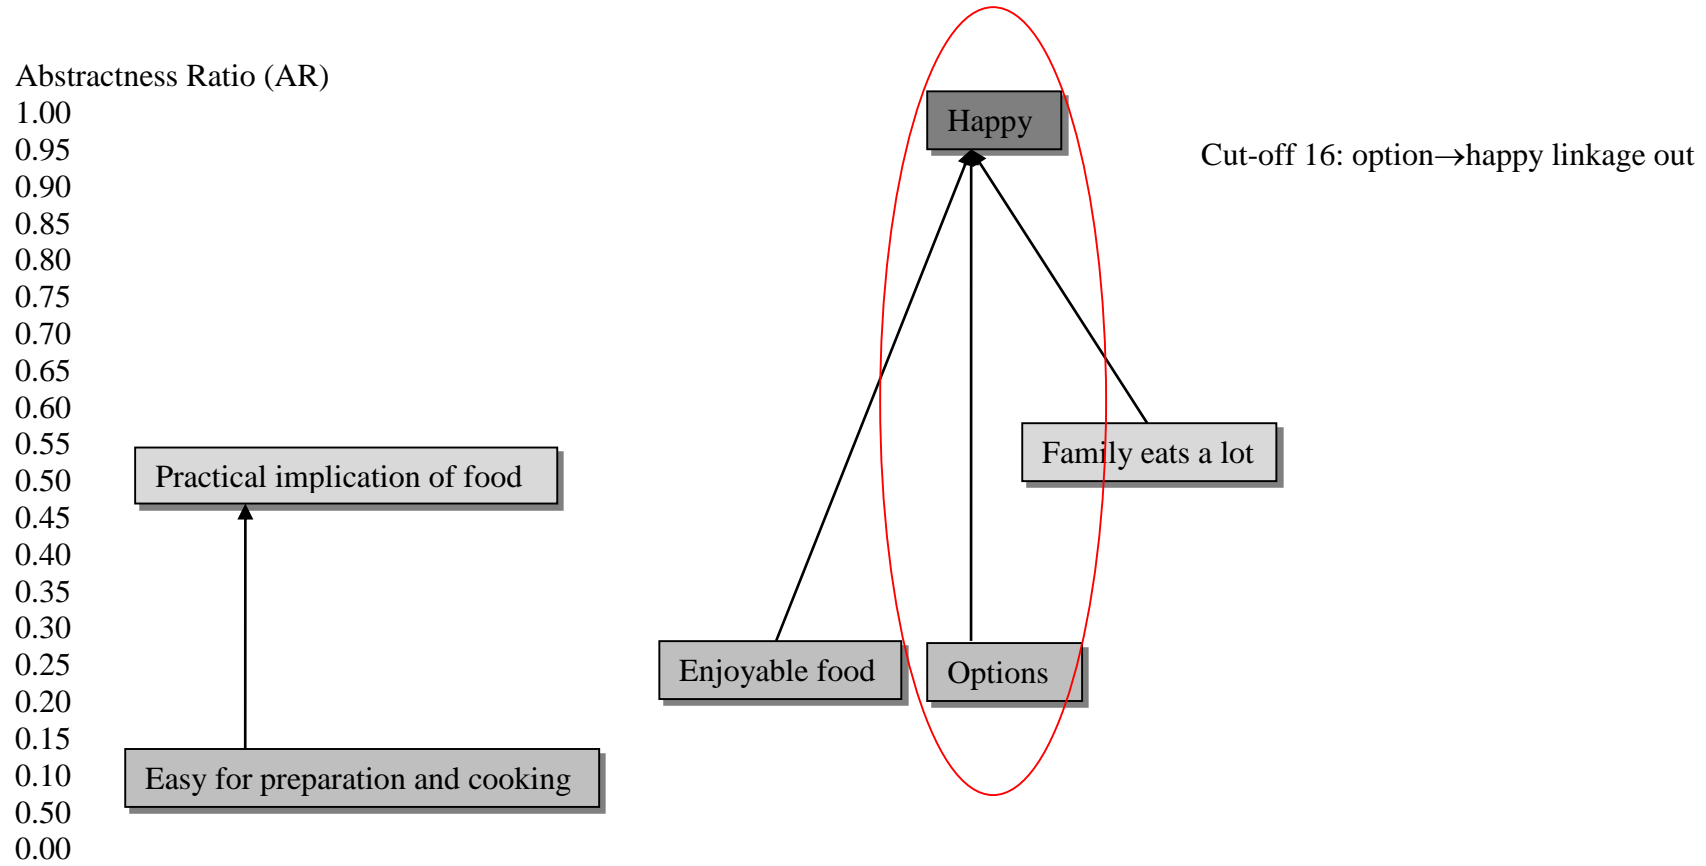 Abstractness Ratio (AR)
1.00
0.95
0.90
0.85
0.80
0.75
0.70
0.65
0.60
0.55
0.50
0.45
0.40
0.35
0.30
0.25
0.20
0.15
0.10
0.50
0.00
Happy
Cut-off 16: option→happy linkage out
Family eats a lot
Practical implication of food
Enjoyable food
Options
Easy for preparation and cooking